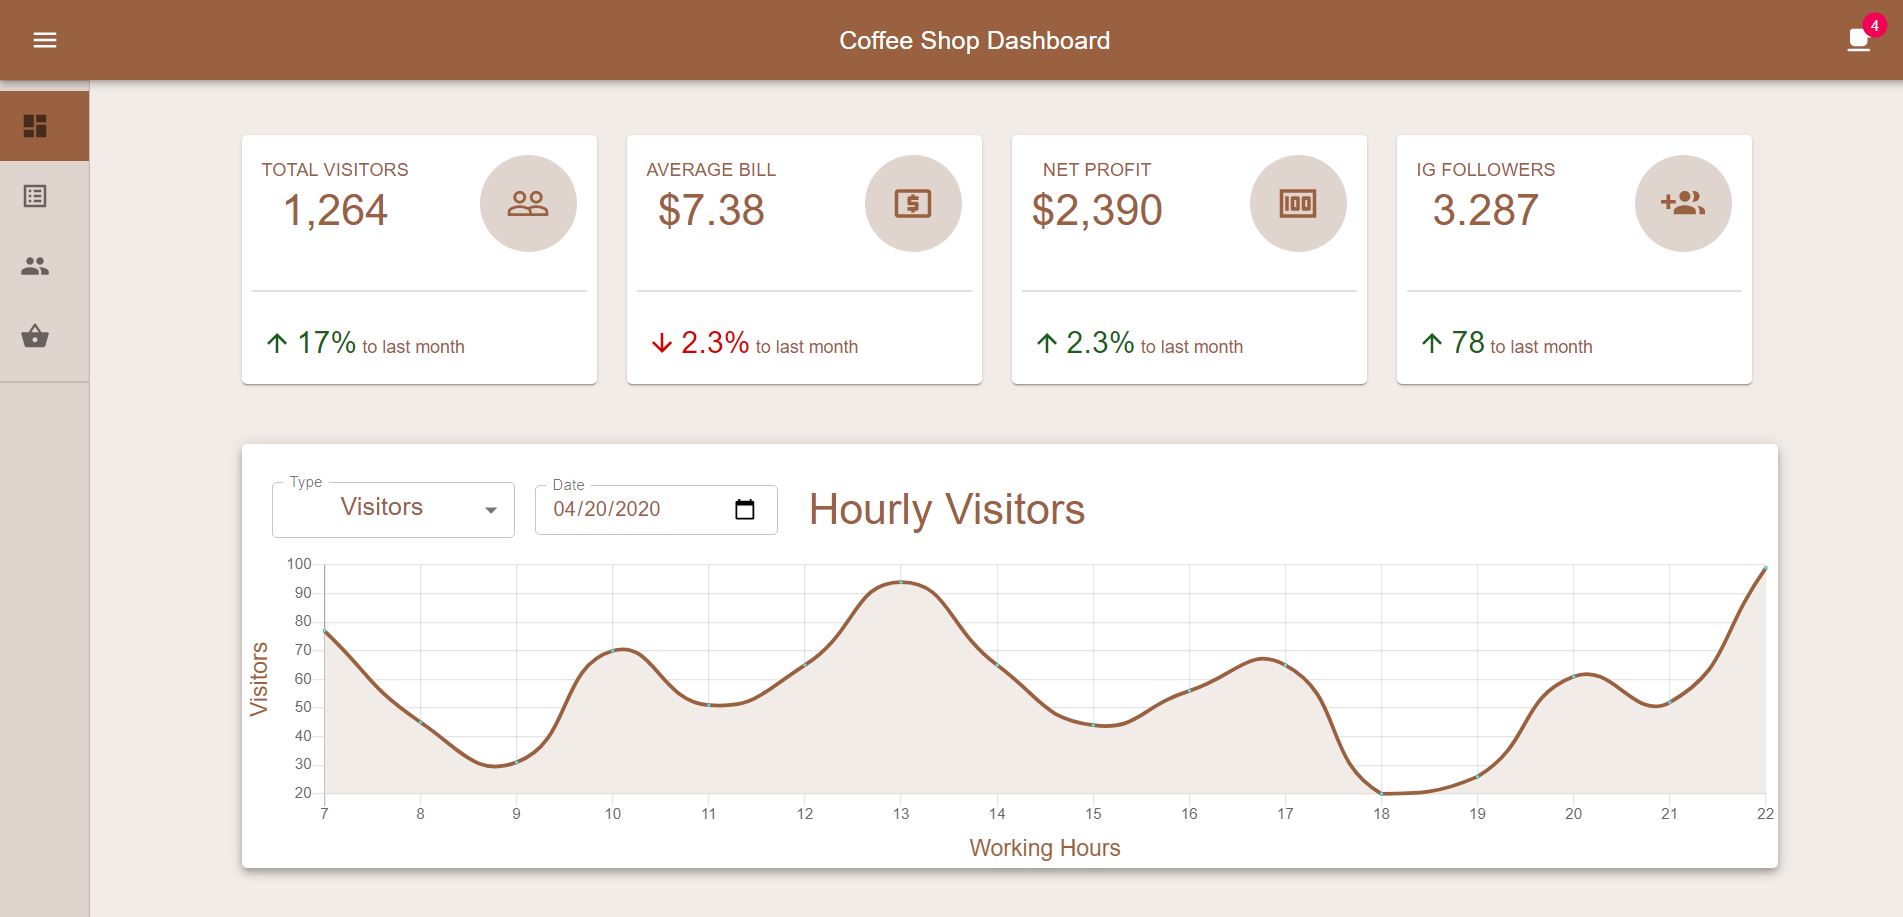 Coffee Shop Dashboard
4
TOTAL VISITORS
1,264
17% to last month
AVERAGE BILL
$7.38
2.3% to last month
NET PROFIT
100
$2,390
2.3% to last month
IG FOLLOWERS
3.287
78 to last month
Type
Visitors
Date
04/20/2020
Hourly Visitors
Visitors
100
90
80
70
60
50
40
30
20
7 8 9 10 11 12 13 14 15 16 17 18 19 20 21 22
Working Hours